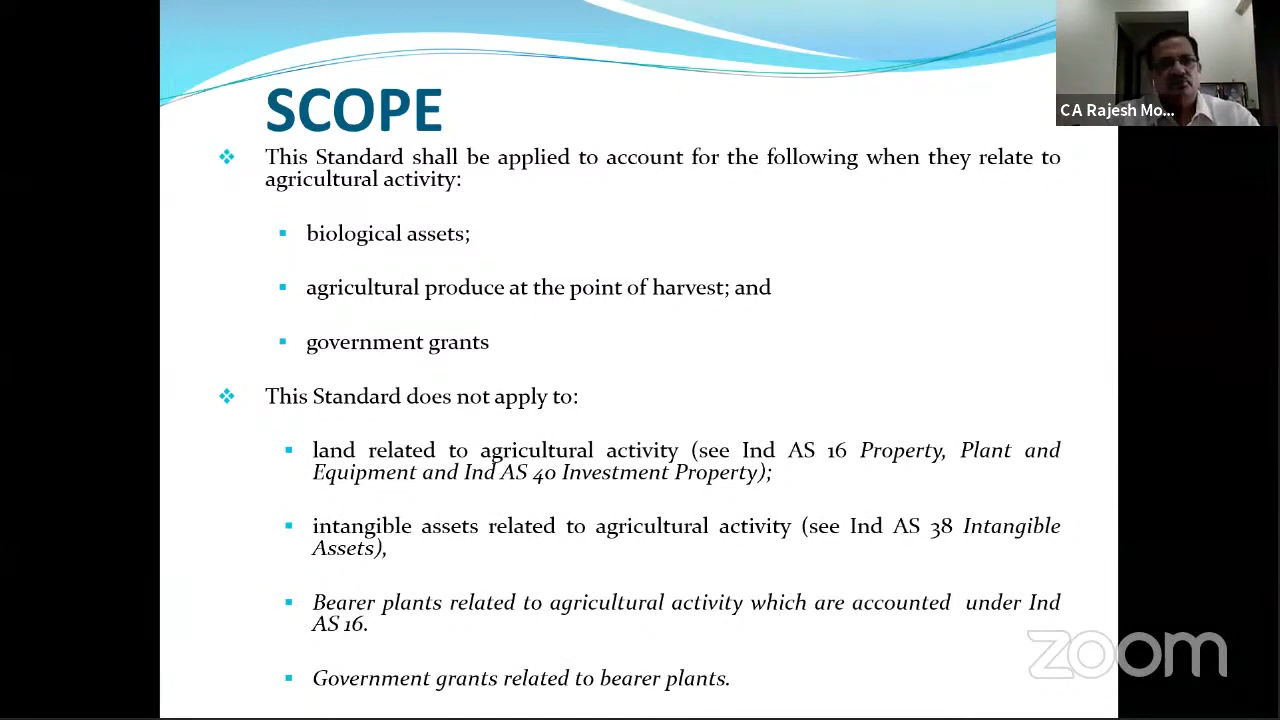 SCOPE
This Standard shall be applied to account for the following when they relate to
agricultural activity:
biological assets;
agricultural produce at the point of harvest; and
government grants
This Standard does not apply to:
land related to agricultural activity (see Ind AS 16 Property, Plant and
Equipment and Ind AS 40 Investment Property);
intangible assets related to agricultural activity (see Ind AS 38 Intangible
Assets),
Bearer plants related to agricultural activity which are accounted under Ind
AS 16.
Government grants related to bearer plants.
CA Rajesh Mo...
zoom